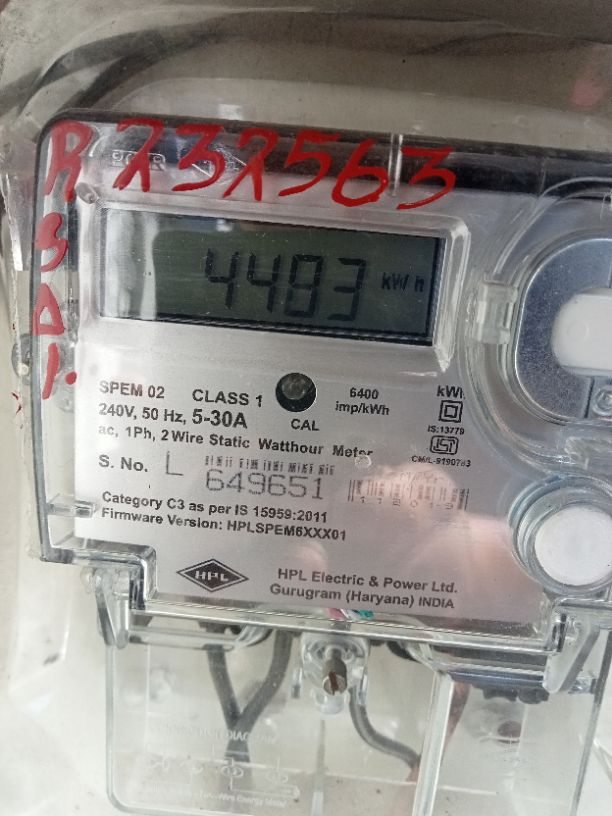 232563
R
S
D
1.
4483 kWh
SPEM 02 CLASS 1
6400
imp/kWh
240V, 50 Hz, 5-30A
CAL
ac, 1Ph, 2 Wire Static Watthour Meter
IS:13779
CM/L-9190783
S. No. L 649651
Category C3 as per IS 15959:2011
Firmware Version: HPLSPEM6XXX01
HPL
HPL Electric & Power Ltd.
Gurugram (Haryana) INDIA